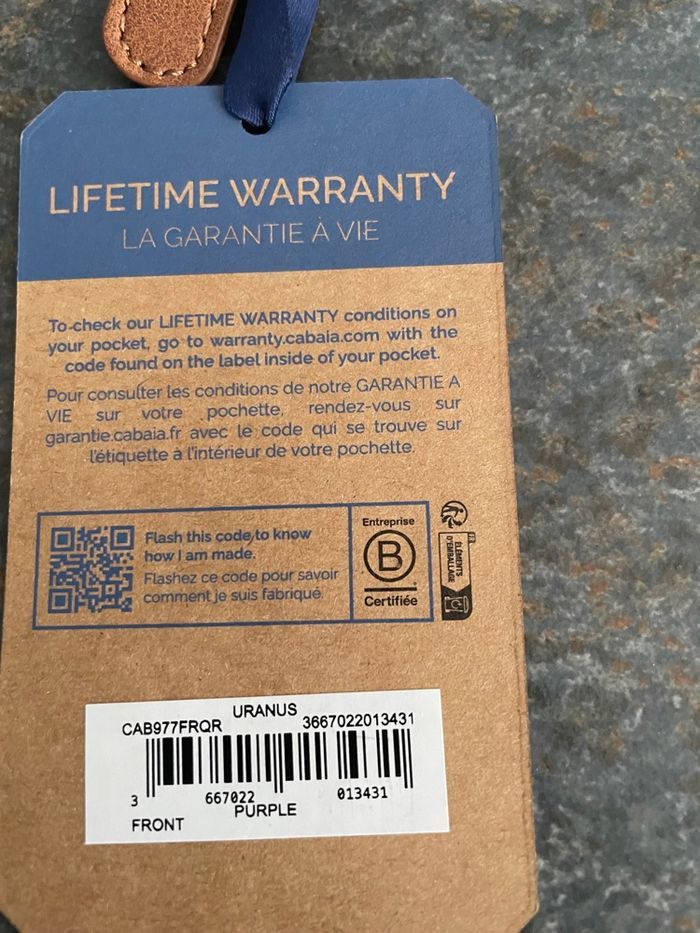 LIFETIME WARRANTY
LA GARANTIE À VIE
To check our LIFETIME WARRANTY conditions on
your pocket, go to warranty.cabaia.com with the
code found on the label inside of your pocket.
Pour consulter les conditions de notre GARANTIE A
VIE sur votre pochette, rendez-vous sur
garantie.cabaia.fr avec le code qui se trouve sur
l'étiquette à l'intérieur de votre pochette.
Flash this code to know
how I am made.
Flashez ce code pour savoir
comment je suis fabriqué.
Entreprise
B
Certifiée
FR
ÉLÉMENTS
D'EMBALLAGE
URANUS
CAB977FRQR 3667022013431
3 667022 013431
FRONT PURPLE